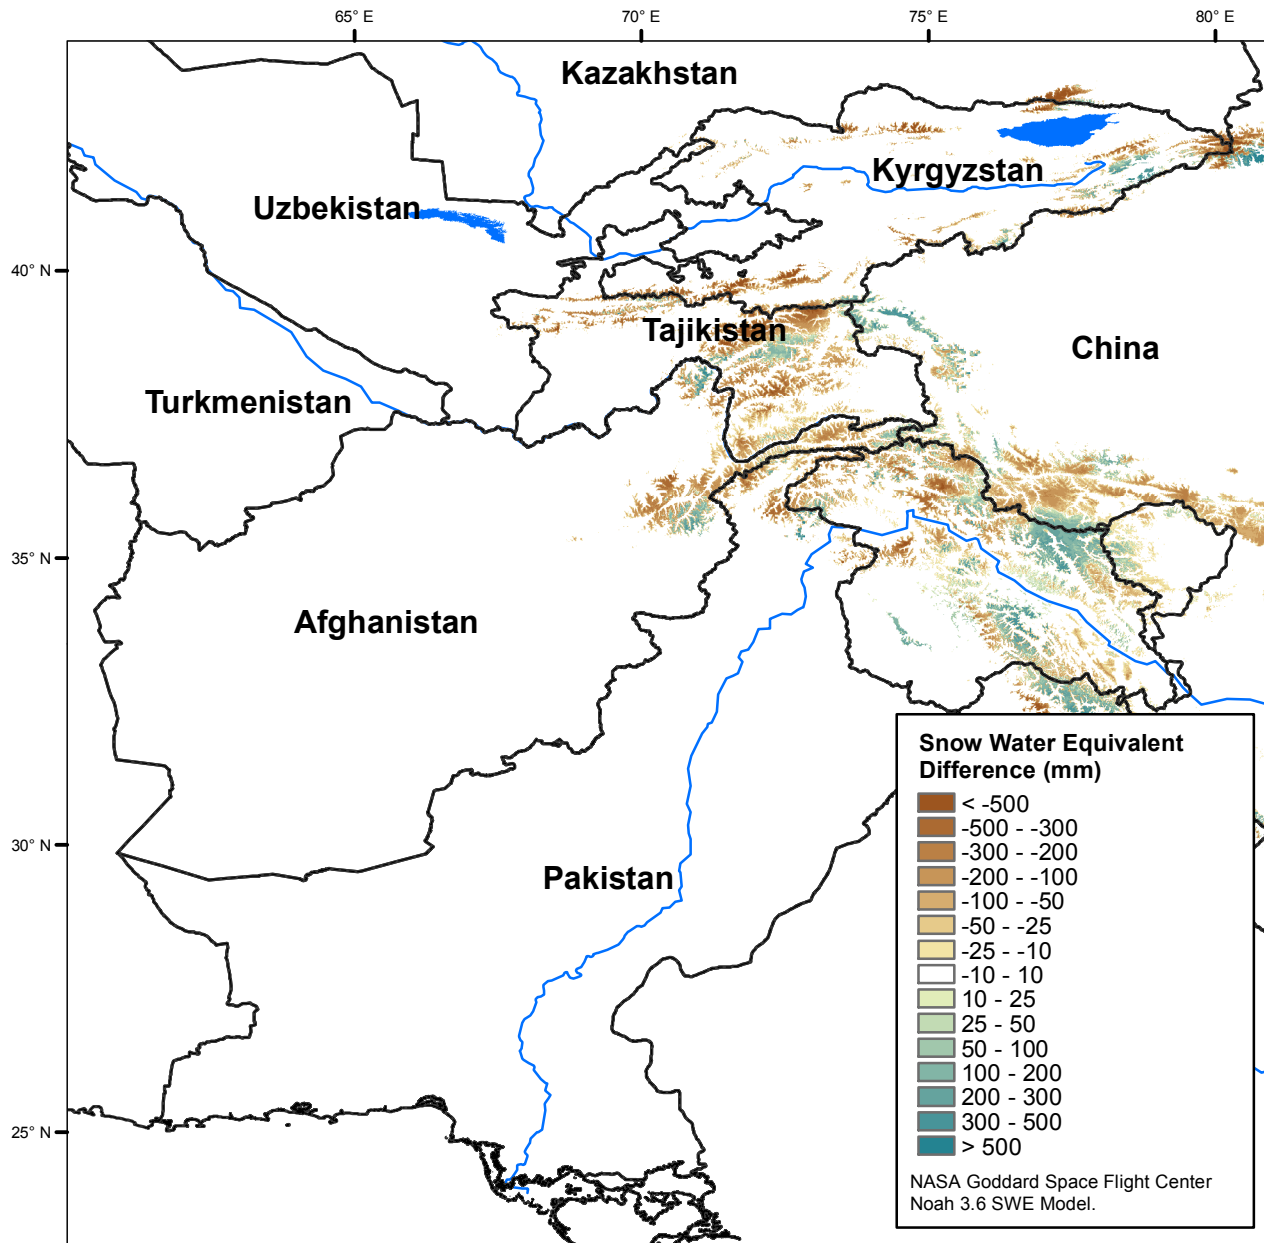 65° E
70° E
75° E
80° E
Kazakhstan
Kyrgyzstan
Uzbekistan
40° N
Tajikistan
China
Turkmenistan
35° N
Afghanistan
Snow Water Equivalent
Difference (mm)
< -500
-500 - -300
-300 - -200
-200 - -100
-100 - -50
-50 - -25
-25 - -10
-10 - 10
10 - 25
25 - 50
50 - 100
100 - 200
200 - 300
300 - 500
> 500
NASA Goddard Space Flight Center
Noah 3.6 SWE Model.
30° N
Pakistan
25° N